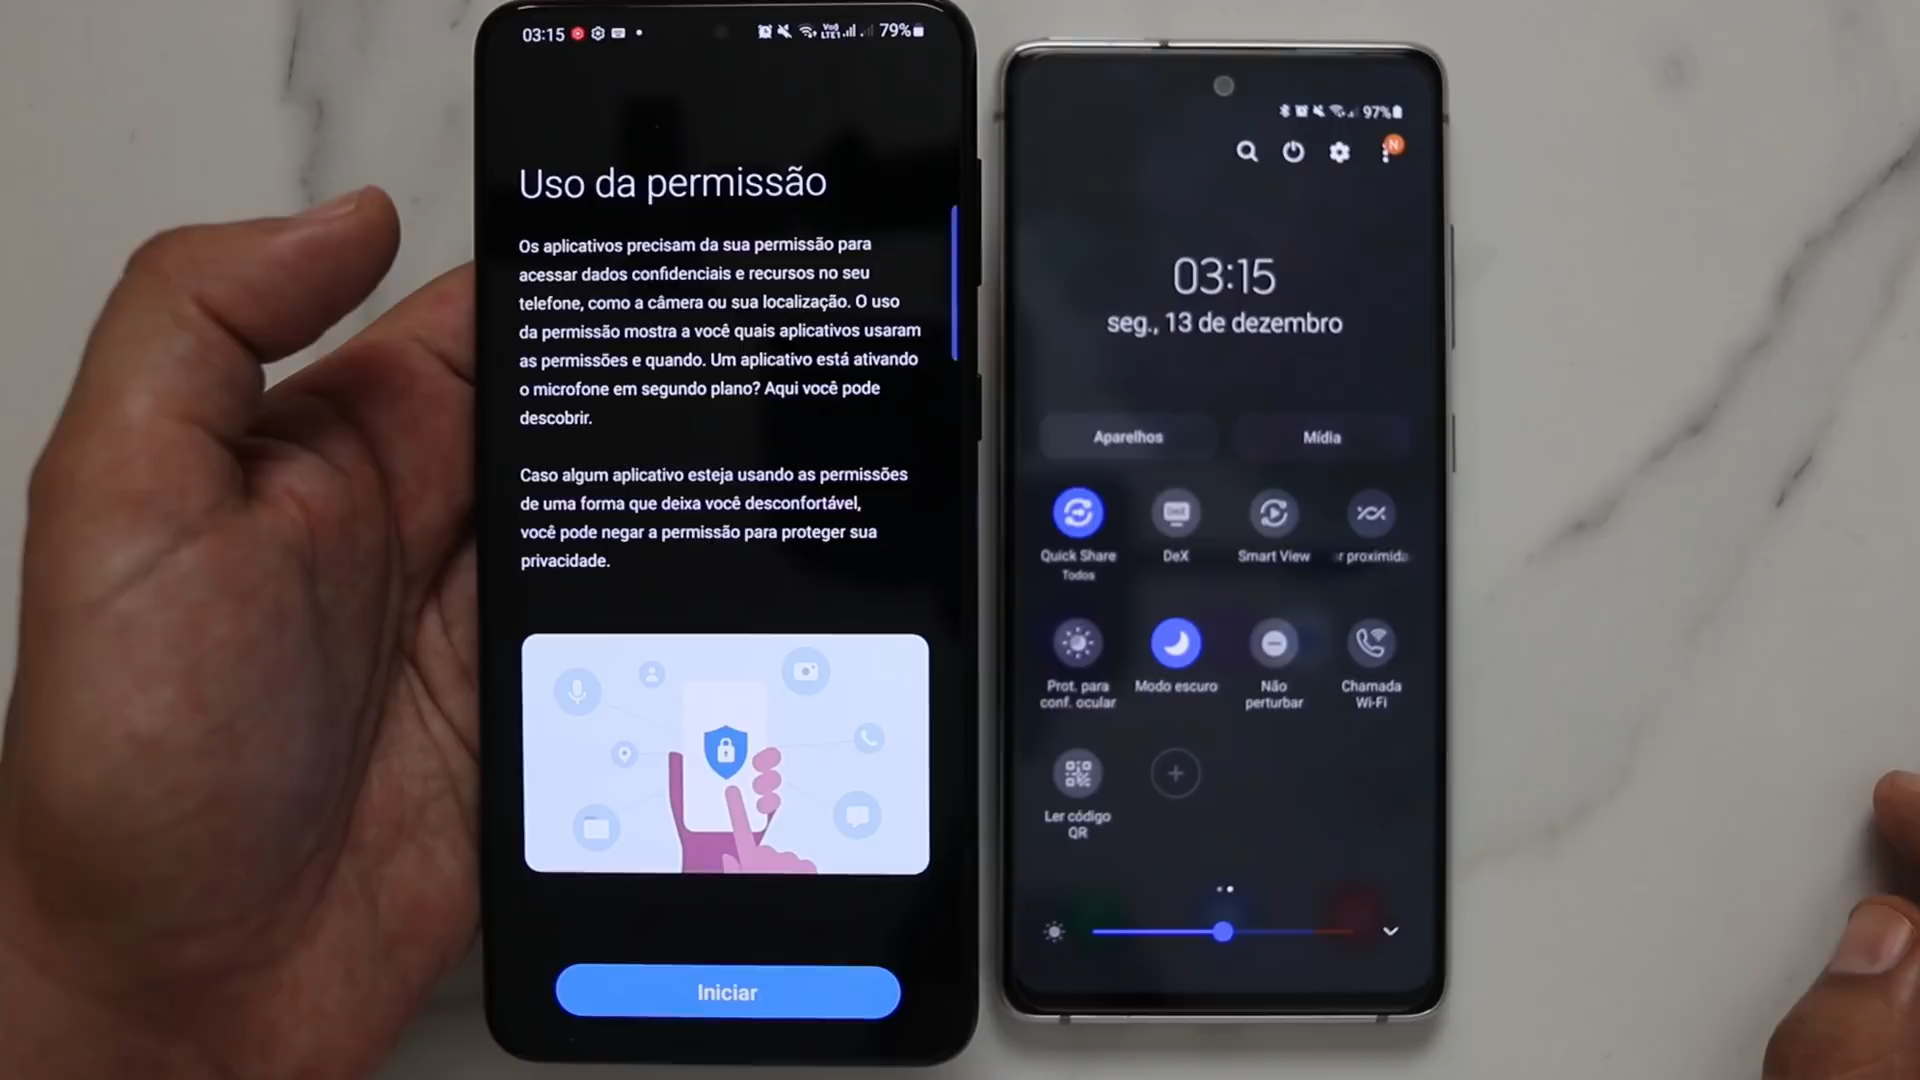 03:15
Vo))
LTE1
79%
Uso da permissão
Os aplicativos precisam da sua permissão para
acessar dados confidenciais e recursos no seu
telefone, como a câmera ou sua localização. O uso
da permissão mostra a você quais aplicativos usaram
as permissões e quando. Um aplicativo está ativando
o microfone em segundo plano? Aqui você pode
descobrir.
Caso algum aplicativo esteja usando as permissões
de uma forma que deixa você desconfortável,
você pode negar a permissão para proteger sua
privacidade.
Iniciar
97%
N
03:15
seg., 13 de dezembro
Aparelhos
Mídia
Quick Share
Todos
DeX
Smart View
r proximida
Prot. para
conf. ocular
Modo escuro
Não
perturbar
Chamada
Wi-Fi
Ler código
QR